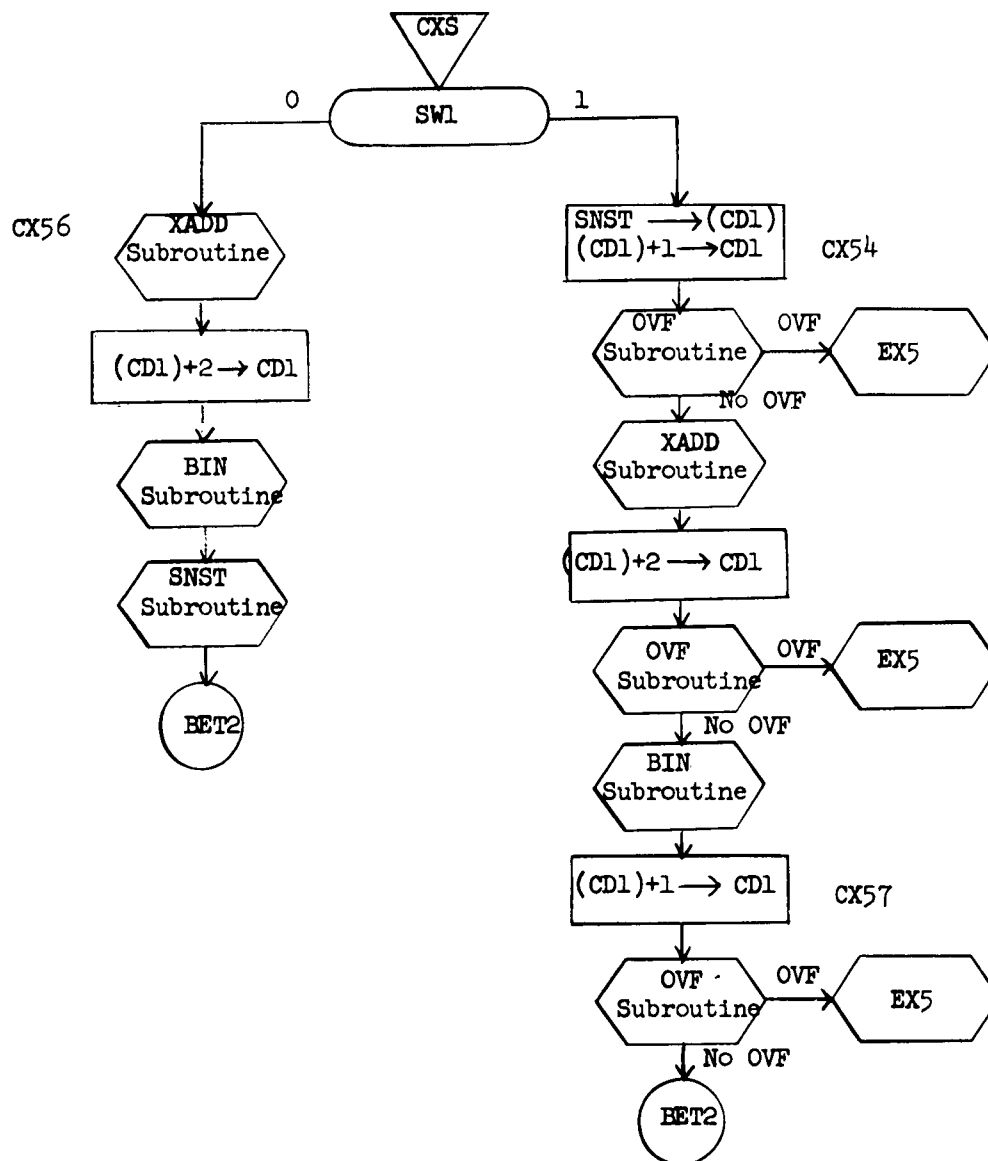 CXS
0
SW1
1
CX56
XADD
Subroutine
(CD1)+2 → CD1
BIN
Subroutine
SNST
Subroutine
BET2
SNST → (CD1)
(CD1)+1 → CD1
CX54
OVF
Subroutine
OVF
EX5
No OVF
XADD
Subroutine
(CD1)+2 → CD1
OVF
Subroutine
OVF
EX5
No OVF
BIN
Subroutine
(CD1)+1 → CD1
CX57
OVF
Subroutine
OVF
EX5
No OVF
BET2